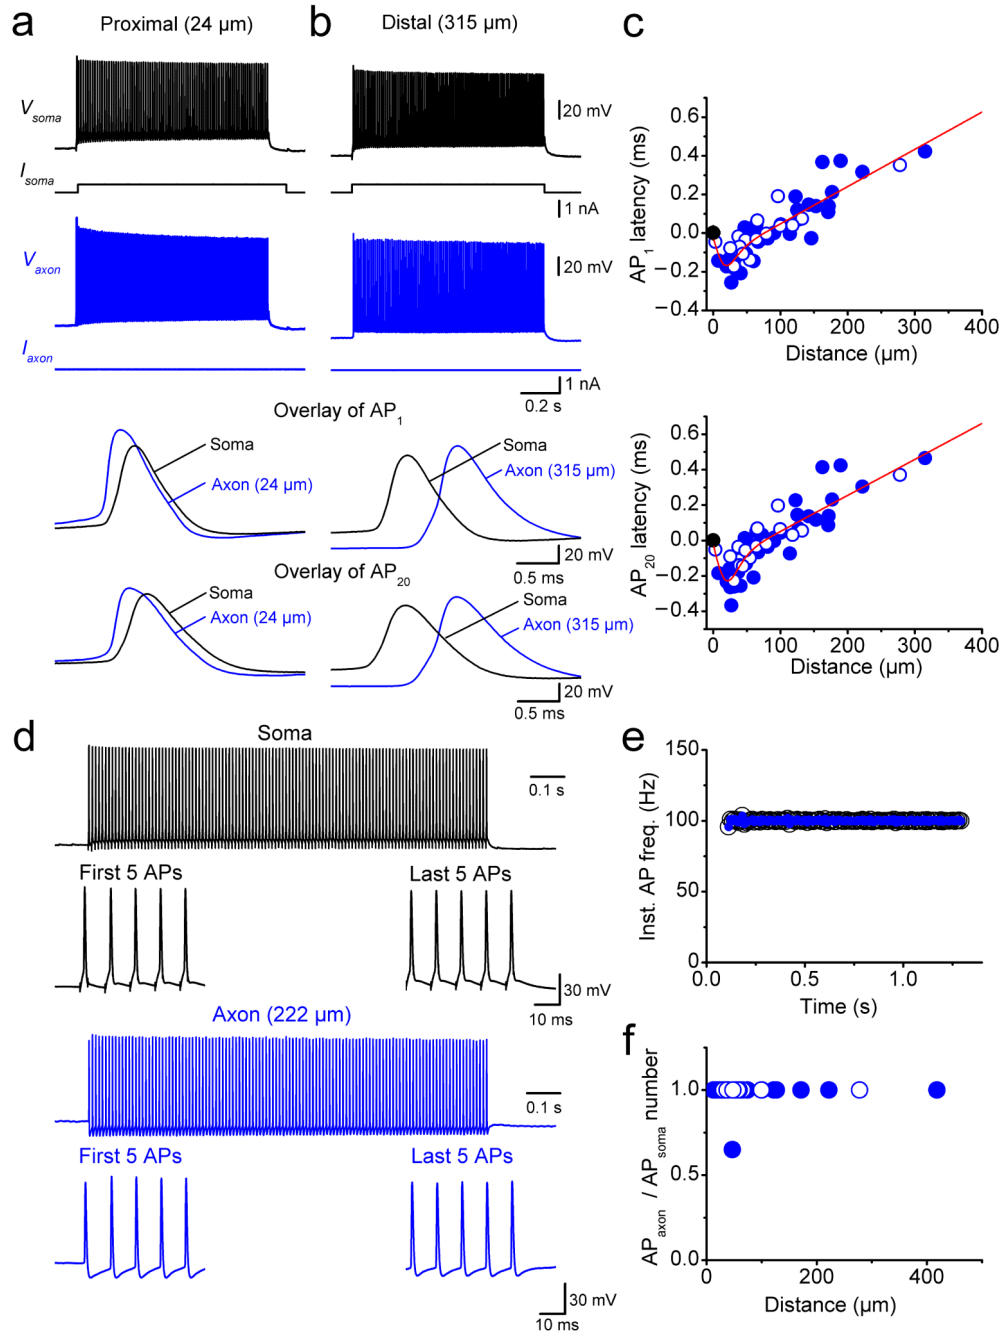 a
Proximal (24 µm)
b
Distal (315 µm)
c
V soma
20 mV
I soma
1 nA
V axon
20 mV
I axon
1 nA
0.2 s
AP1 latency (ms)
0.6
0.4
0.2
0.0
−0.2
−0.4
0 100 200 300 400
Distance (µm)
Overlay of AP1
Soma
Axon (24 µm)
Soma
Axon (315 µm)
20 mV
0.5 ms
Overlay of AP20
Soma
Axon (24 µm)
Soma
Axon (315 µm)
20 mV
0.5 ms
AP20 latency (ms)
0.6
0.4
0.2
0.0
−0.2
−0.4
0 100 200 300 400
Distance (µm)
d
Soma
0.1 s
First 5 APs
Last 5 APs
30 mV
10 ms
Axon (222 µm)
0.1 s
First 5 APs
Last 5 APs
30 mV
10 ms
e
Inst. AP freq. (Hz)
150
100
50
0
0.0 0.5 1.0
Time (s)
f
APaxon / APsoma number
1.0
0.5
0.0
0 200 400
Distance (µm)